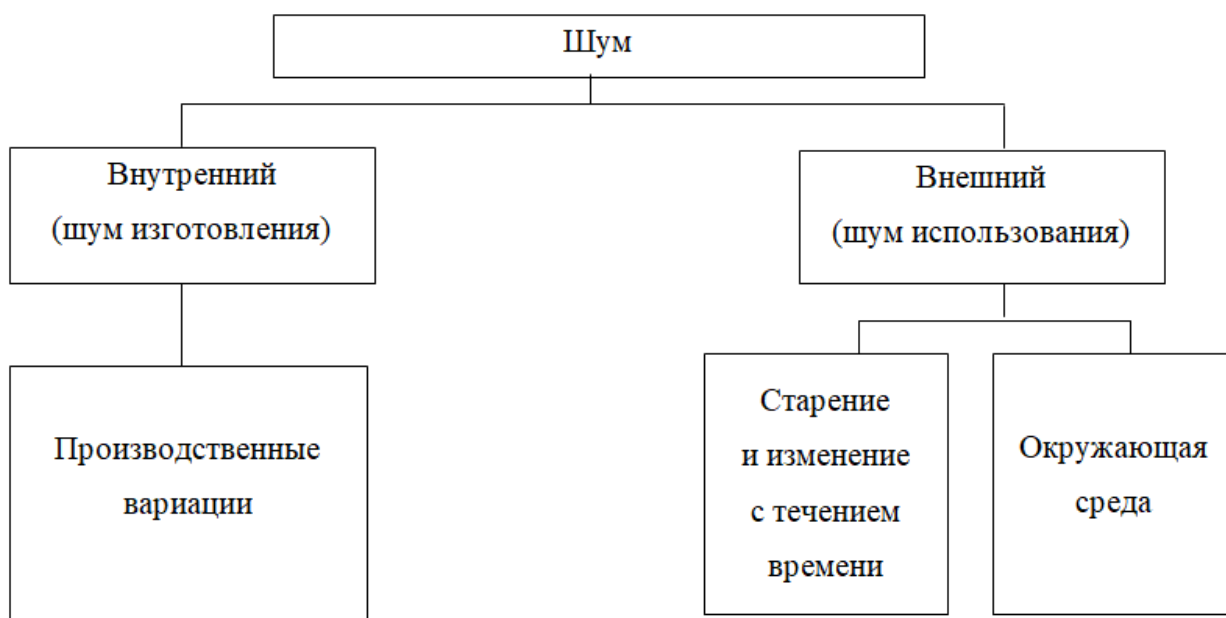 Шум
Внутренний
(шум изготовления)
Внешний
(шум использования)
Производственные
вариации
Старение
и изменение
с течением
времени
Окружающая
среда